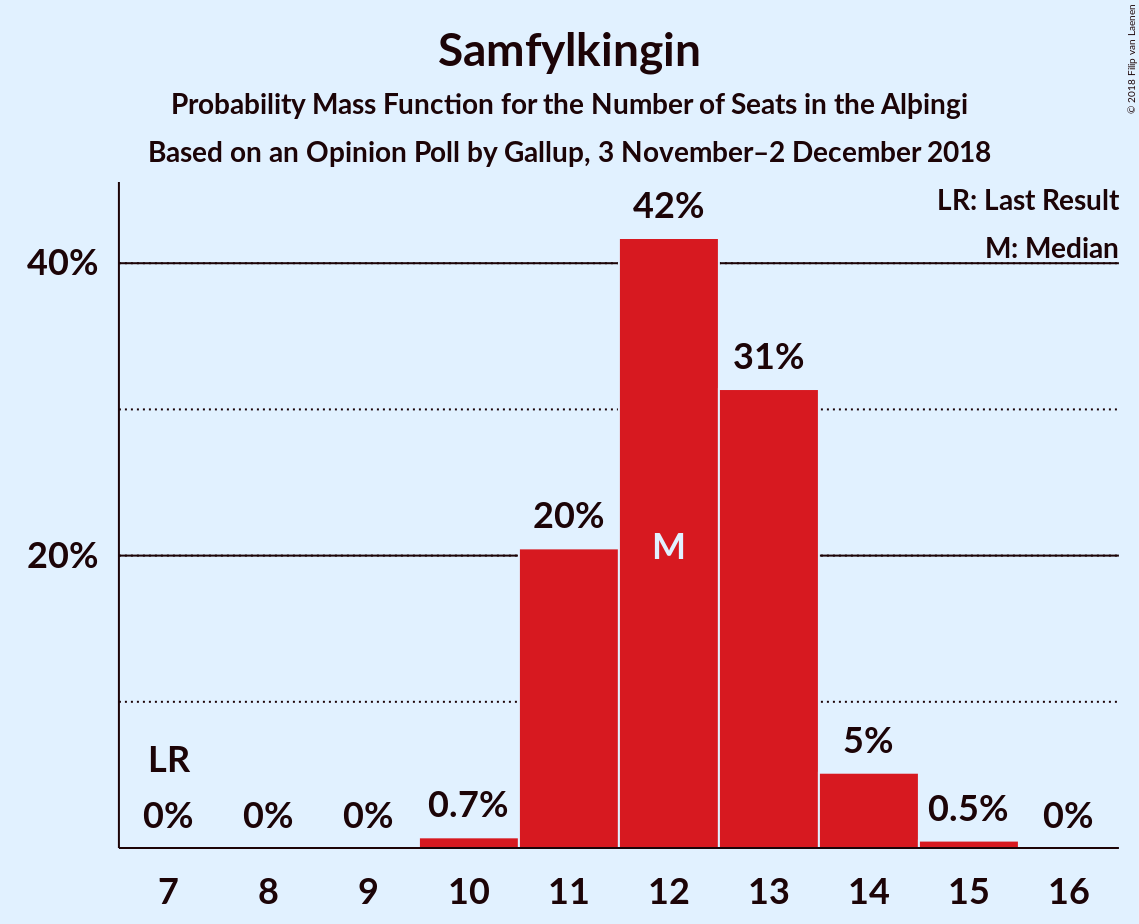 Samfylkingin
Probability Mass Function for the Number of Seats in the Alþingi
Based on an Opinion Poll by Gallup, 3 November–2 December 2018
© 2018 Filip van Laenen
LR: Last Result
M: Median
42%
40%
31%
20%
20%
M
5%
LR
0% 0% 0% 0.7% 0.5% 0%
7 8 9 10 11 12 13 14 15 16